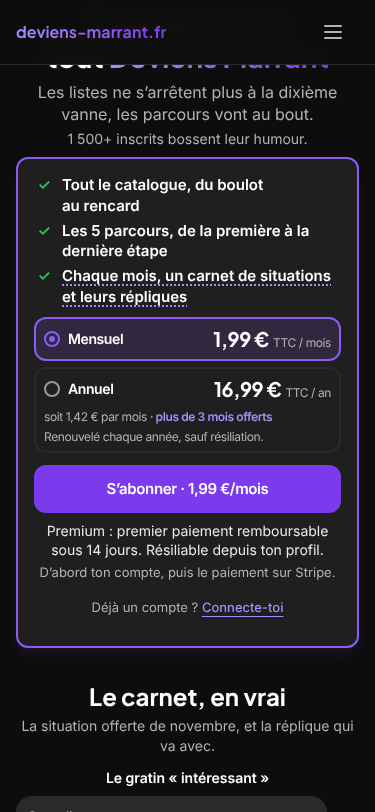 deviens-marrant.fr
tout Deviens Marrant
Les listes ne s’arrêtent plus à la dixième
vanne, les parcours vont au bout.
1 500+ inscrits bossent leur humour.
✓ Tout le catalogue, du boulot
au rencard
✓ Les 5 parcours, de la première à la
dernière étape
✓ Chaque mois, un carnet de situations
et leurs répliques
Mensuel 1,99 € TTC / mois
Annuel 16,99 € TTC / an
soit 1,42 € par mois · plus de 3 mois offerts
Renouvelé chaque année, sauf résiliation.
S’abonner · 1,99 €/mois
Premium : premier paiement remboursable
sous 14 jours. Résiliable depuis ton profil.
D’abord ton compte, puis le paiement sur Stripe.
Déjà un compte ? Connecte-toi
Le carnet, en vrai
La situation offerte de novembre, et la réplique qui
va avec.
Le gratin « intéressant »